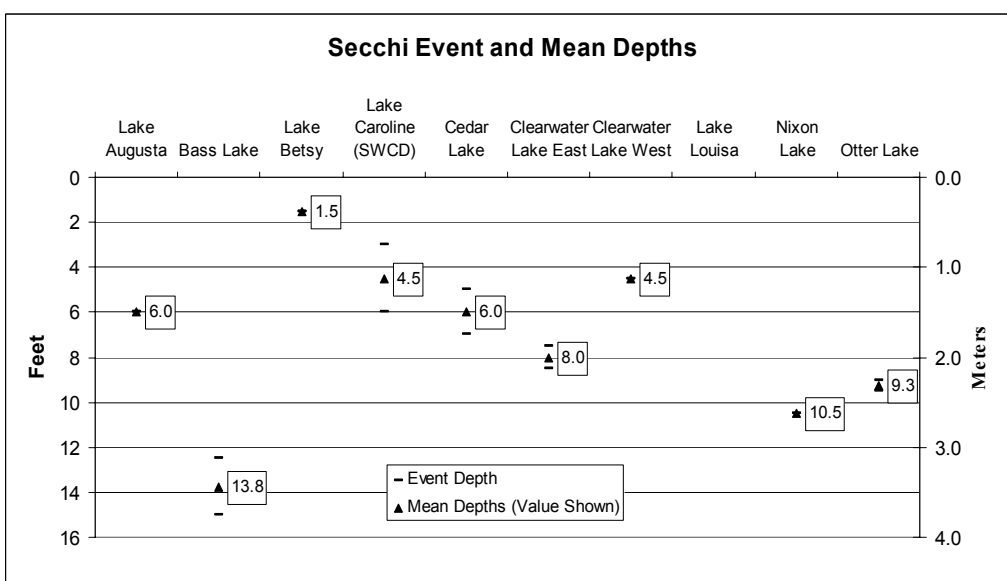 Secchi Event and Mean Depths
Lake Augusta
Bass Lake
Lake Betsy
Lake Caroline (SWCD)
Cedar Lake
Clearwater Lake East
Clearwater Lake West
Lake Louisa
Nixon Lake
Otter Lake
Feet
0
2
4
6
8
10
12
14
16
6.0
13.8
1.5
4.5
6.0
8.0
4.5
10.5
9.3
Event Depth
Mean Depths (Value Shown)
0.0
1.0
2.0
3.0
4.0
Meters